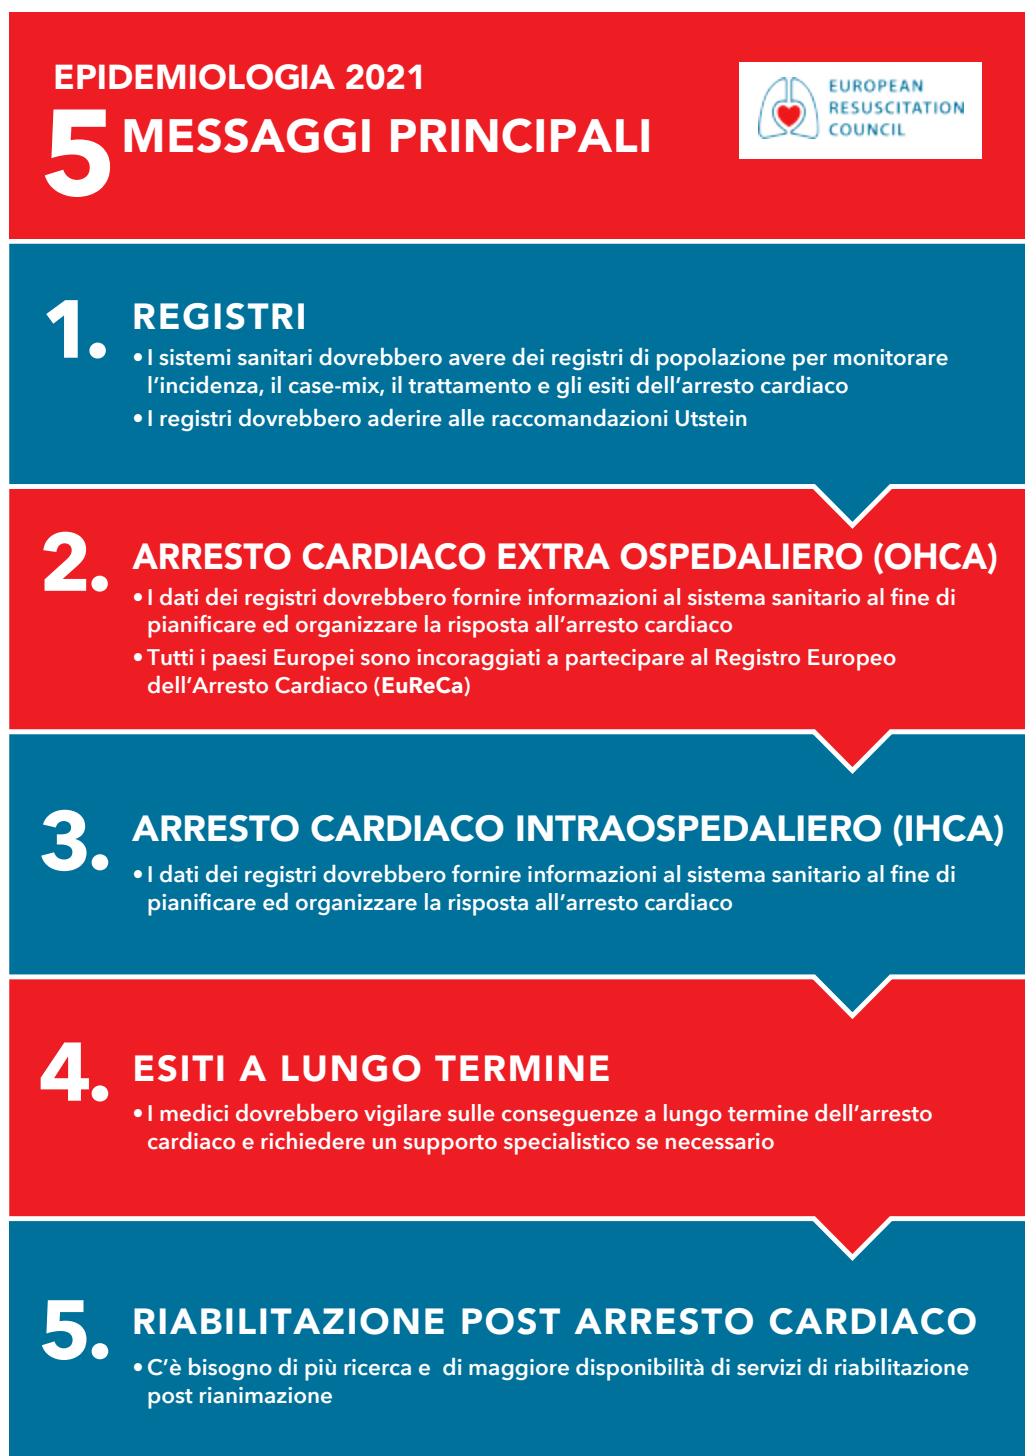 EPIDEMIOLOGIA 2021
5 MESSAGGI PRINCIPALI
EUROPEAN
RESUSCITATION
COUNCIL
1. REGISTRI
• I sistemi sanitari dovrebbero avere dei registri di popolazione per monitorare
l’incidenza, il case-mix, il trattamento e gli esiti dell’arresto cardiaco
• I registri dovrebbero aderire alle raccomandazioni Utstein
2. ARRESTO CARDIACO EXTRA OSPEDALIERO (OHCA)
• I dati dei registri dovrebbero fornire informazioni al sistema sanitario al fine di
pianificare ed organizzare la risposta all’arresto cardiaco
• Tutti i paesi Europei sono incoraggiati a partecipare al Registro Europeo
dell’Arresto Cardiaco (EuReCa)
3. ARRESTO CARDIACO INTRAOSPEDALIERO (IHCA)
• I dati dei registri dovrebbero fornire informazioni al sistema sanitario al fine di
pianificare ed organizzare la risposta all’arresto cardiaco
4. ESITI A LUNGO TERMINE
• I medici dovrebbero vigilare sulle conseguenze a lungo termine dell’arresto
cardiaco e richiedere un supporto specialistico se necessario
5. RIABILITAZIONE POST ARRESTO CARDIACO
• C’è bisogno di più ricerca e di maggiore disponibilità di servizi di riabilitazione
post rianimazione